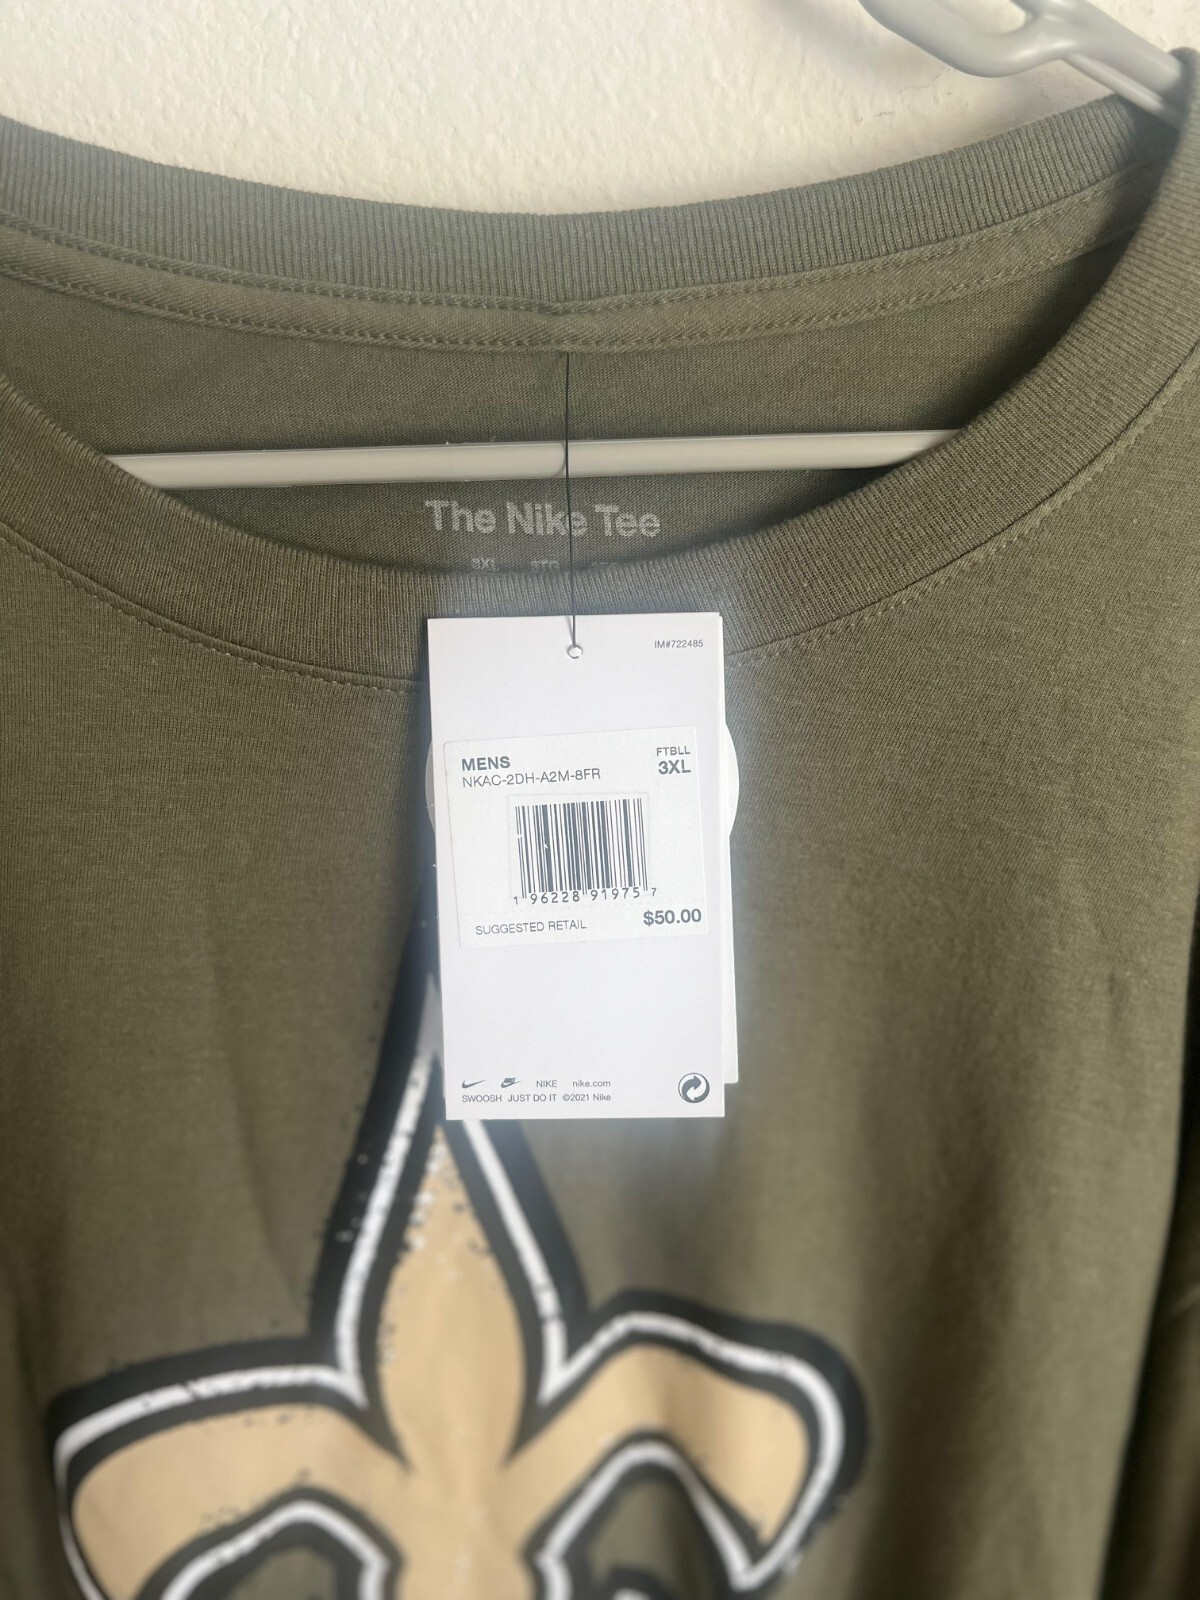 The Nike Tee
3XL
IM#722485
MENS
FTBLL
NKAC-2DH-A2M-8FR
3XL
1 96228 91975 7
SUGGESTED RETAIL $50.00
NIKE nike.com
SWOOSH JUST DO IT ©2021 Nike